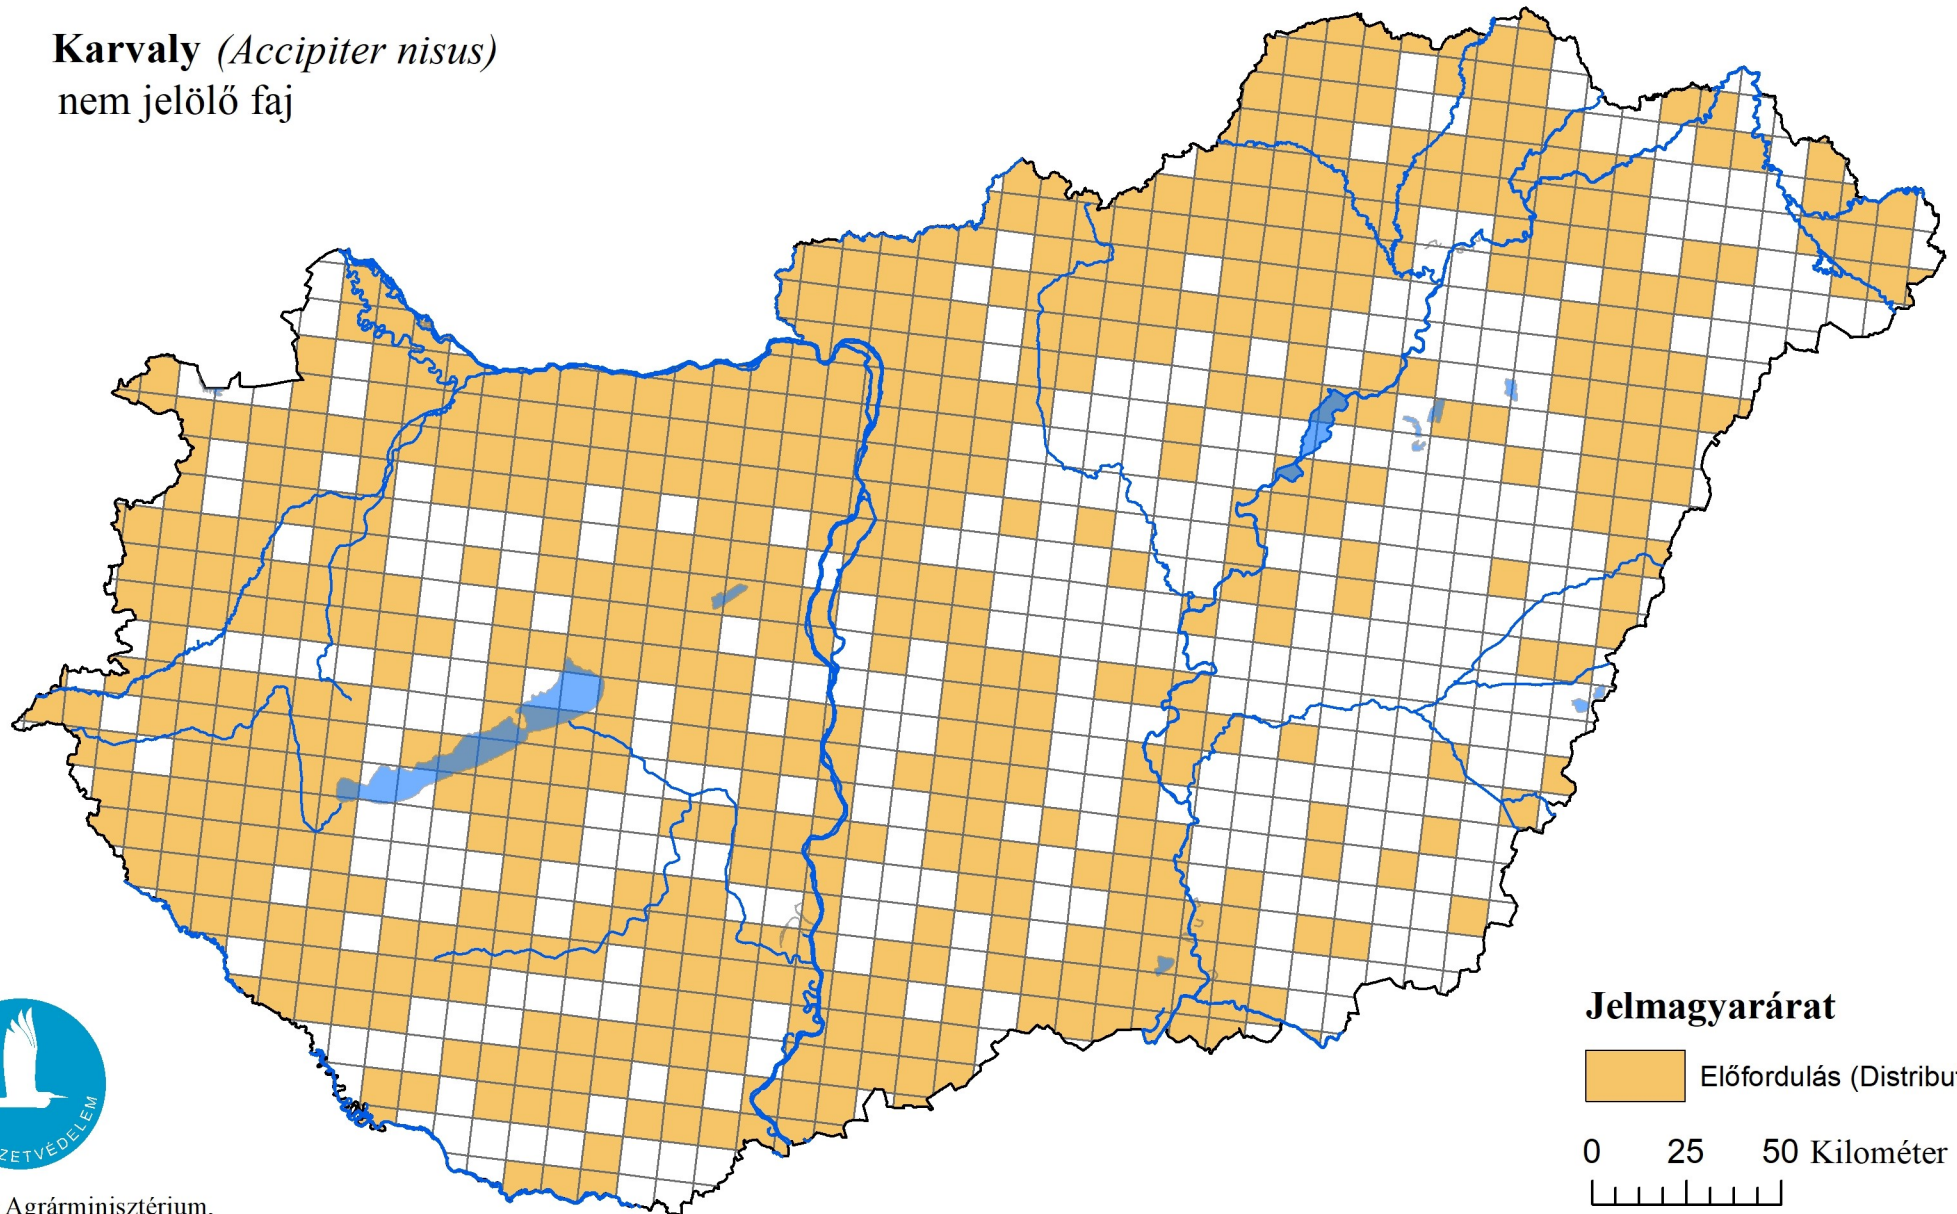 Karvaly (Accipiter nisus)
nem jelölő faj
Jelmagyarárat
Előfordulás (Distribu
0 25 50 Kilométer
ZETVÉDELEM
Agrárminisztérium,